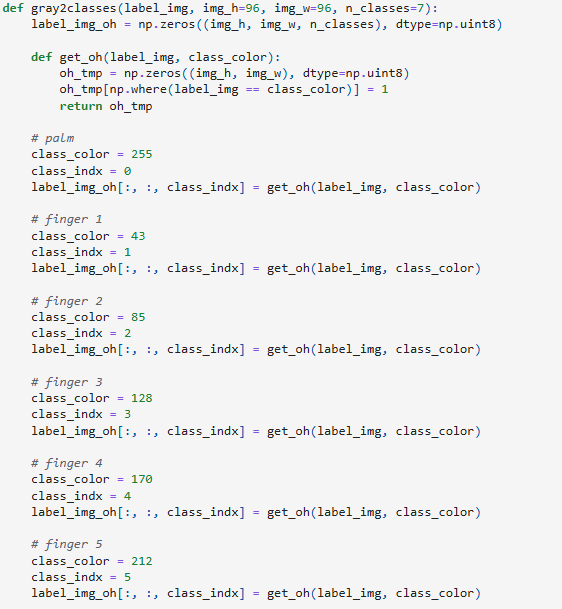 def gray2classes(label_img, img_h=96, img_w=96, n_classes=7):
    label_img_oh = np.zeros((img_h, img_w, n_classes), dtype=np.uint8)

    def get_oh(label_img, class_color):
        oh_tmp = np.zeros((img_h, img_w), dtype=np.uint8)
        oh_tmp[np.where(label_img == class_color)] = 1
        return oh_tmp

    # palm
    class_color = 255
    class_indx = 0
    label_img_oh[:, :, class_indx] = get_oh(label_img, class_color)

    # finger 1
    class_color = 43
    class_indx = 1
    label_img_oh[:, :, class_indx] = get_oh(label_img, class_color)

    # finger 2
    class_color = 85
    class_indx = 2
    label_img_oh[:, :, class_indx] = get_oh(label_img, class_color)

    # finger 3
    class_color = 128
    class_indx = 3
    label_img_oh[:, :, class_indx] = get_oh(label_img, class_color)

    # finger 4
    class_color = 170
    class_indx = 4
    label_img_oh[:, :, class_indx] = get_oh(label_img, class_color)

    # finger 5
    class_color = 212
    class_indx = 5
    label_img_oh[:, :, class_indx] = get_oh(label_img, class_color)